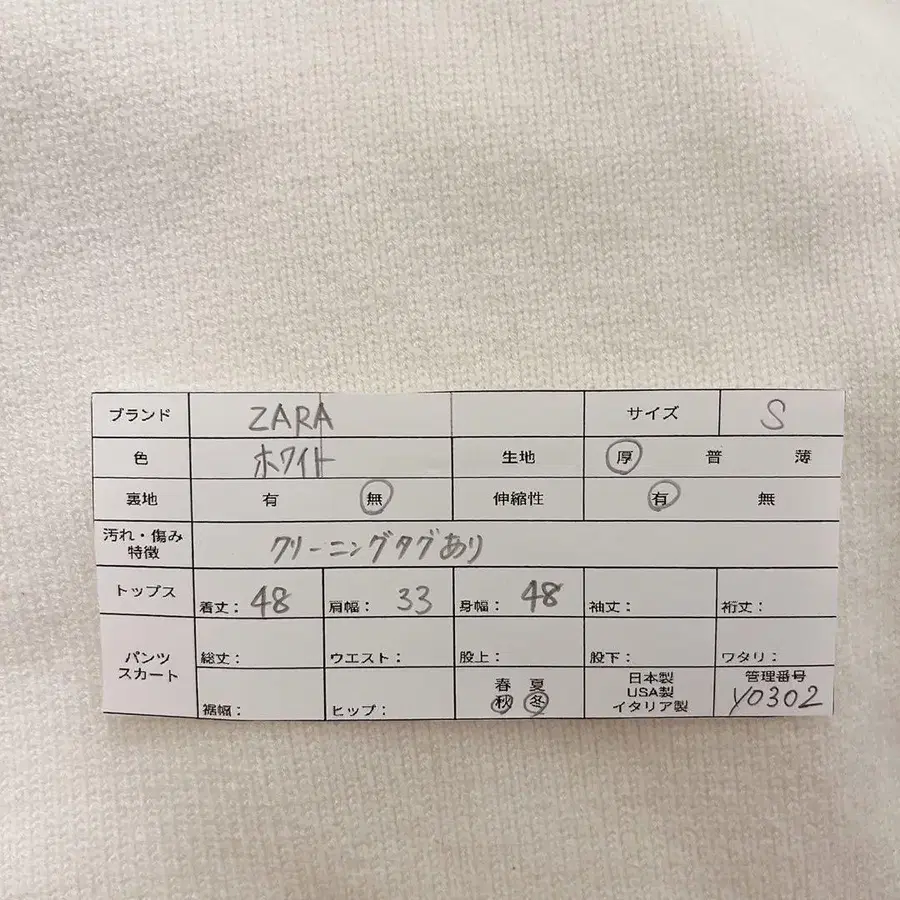 ブランド ZARA サイズ S
色 ホワイト 生地 厚 普 薄
裏地 有 無 伸縮性 有 無
汚れ・傷み
特徴 クリーニングタグあり
トップス 着丈: 48 肩幅: 33 身幅: 48 袖丈: 裄丈:
パンツ
スカート
総丈: ウエスト: 股上: 股下: ワタリ:
裾幅: ヒップ:
春 夏
秋 冬
日本製
USA製
イタリア製
管理番号
Y0302